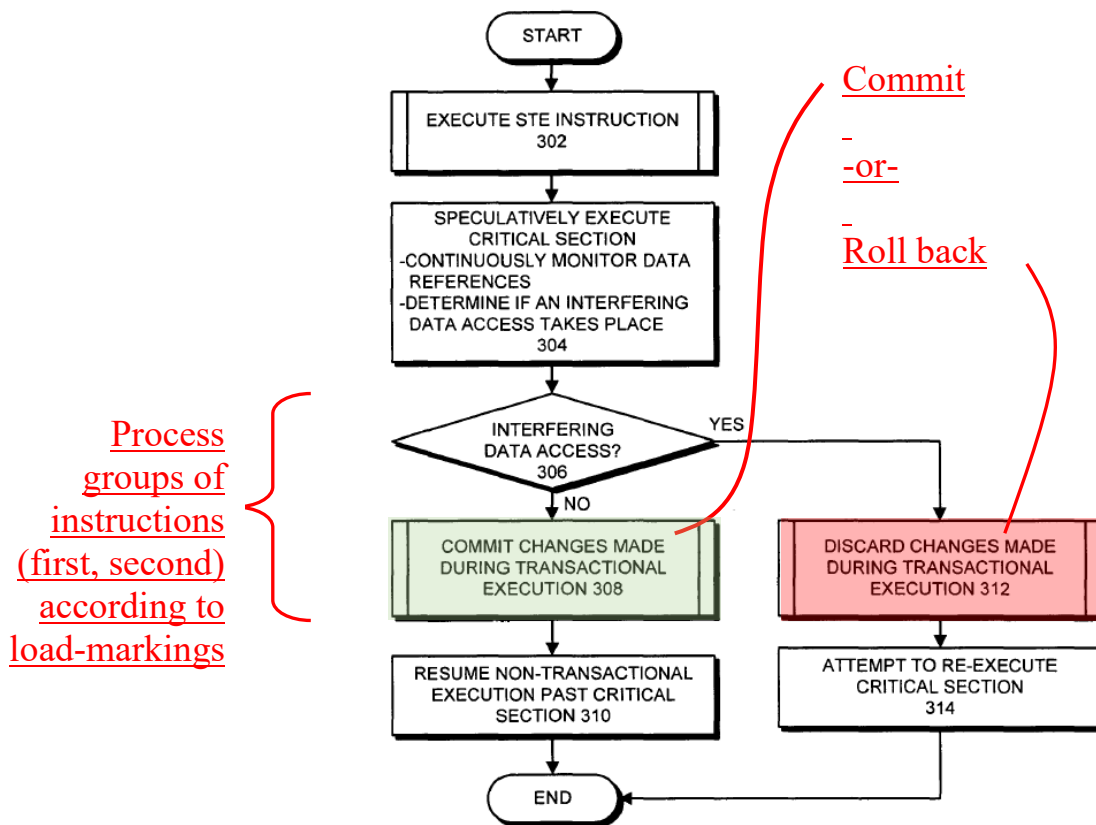 START
EXECUTE STE INSTRUCTION
302
SPECULATIVELY EXECUTE
CRITICAL SECTION
-CONTINUOUSLY MONITOR DATA
REFERENCES
-DETERMINE IF AN INTERFERING
DATA ACCESS TAKES PLACE
304
INTERFERING
DATA ACCESS?
306
YES
NO
COMMIT CHANGES MADE
DURING TRANSACTIONAL
EXECUTION 308
DISCARD CHANGES MADE
DURING TRANSACTIONAL
EXECUTION 312
RESUME NON-TRANSACTIONAL
EXECUTION PAST CRITICAL
SECTION 310
ATTEMPT TO RE-EXECUTE
CRITICAL SECTION
314
END
Commit
-or-
Roll back
Process
groups of
instructions
(first, second)
according to
load-markings